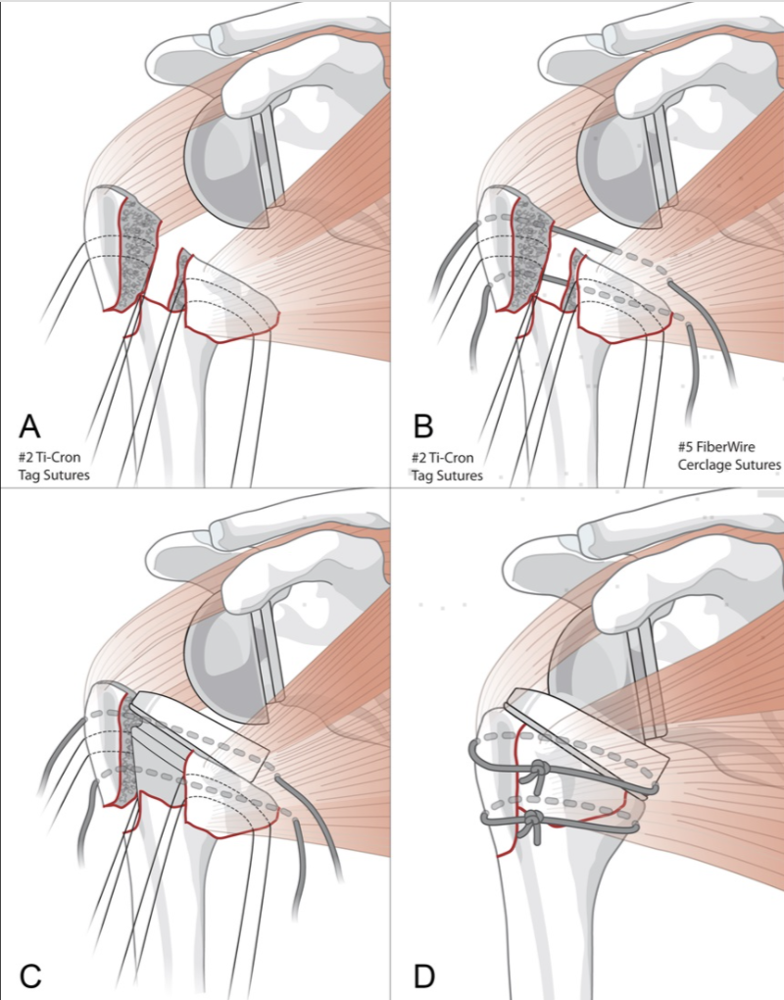 A
#2 Ti-Cron
Tag Sutures
B
#2 Ti-Cron
Tag Sutures
#5 FiberWire
Cerclage Sutures
C
D